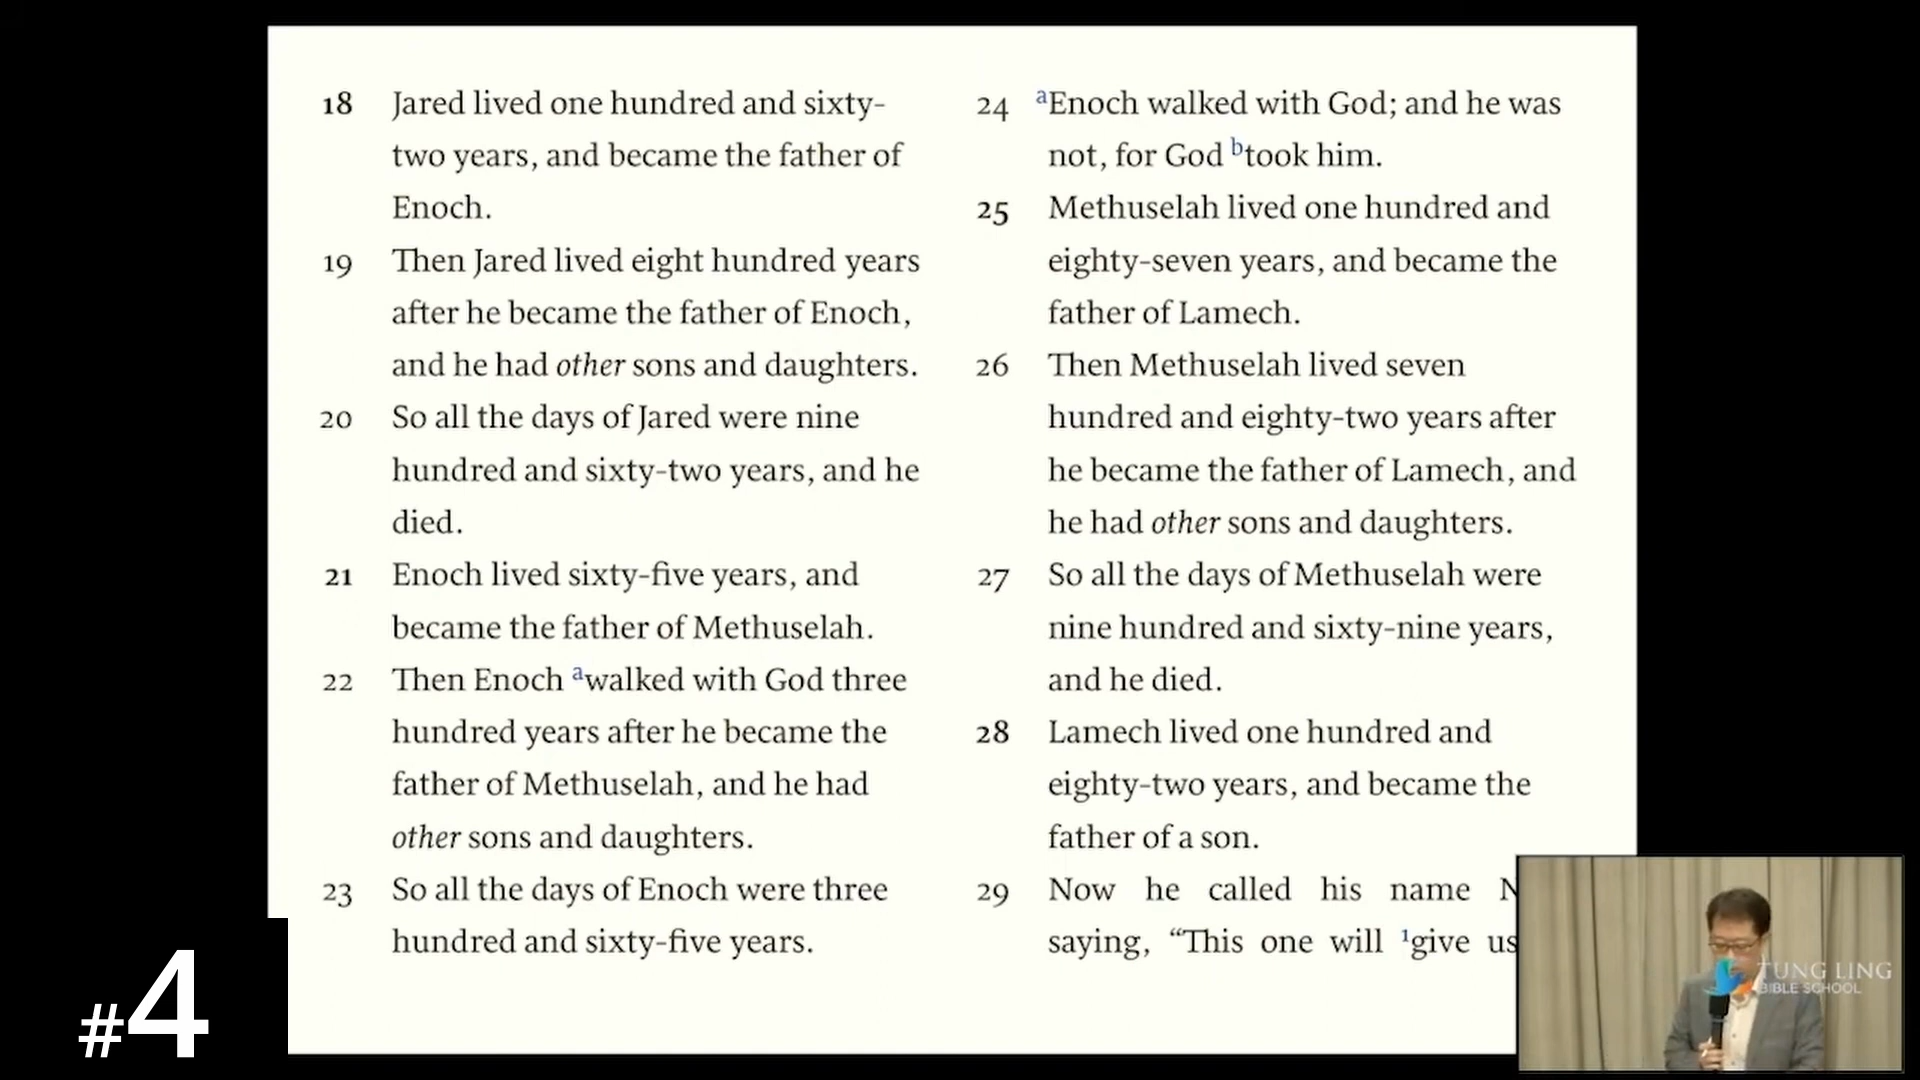 18 Jared lived one hundred and sixty-
two years, and became the father of
Enoch.
19 Then Jared lived eight hundred years
after he became the father of Enoch,
and he had other sons and daughters.
20 So all the days of Jared were nine
hundred and sixty-two years, and he
died.
21 Enoch lived sixty-five years, and
became the father of Methuselah.
22 Then Enoch ᵃwalked with God three
hundred years after he became the
father of Methuselah, and he had
other sons and daughters.
23 So all the days of Enoch were three
hundred and sixty-five years.
24 ᵃEnoch walked with God; and he was
not, for God ᵇtook him.
25 Methuselah lived one hundred and
eighty-seven years, and became the
father of Lamech.
26 Then Methuselah lived seven
hundred and eighty-two years after
he became the father of Lamech, and
he had other sons and daughters.
27 So all the days of Methuselah were
nine hundred and sixty-nine years,
and he died.
28 Lamech lived one hundred and
eighty-two years, and became the
father of a son.
29 Now he called his name
saying, “This one will ¹give us
#4
TUNG LING
BIBLE SCHOOL